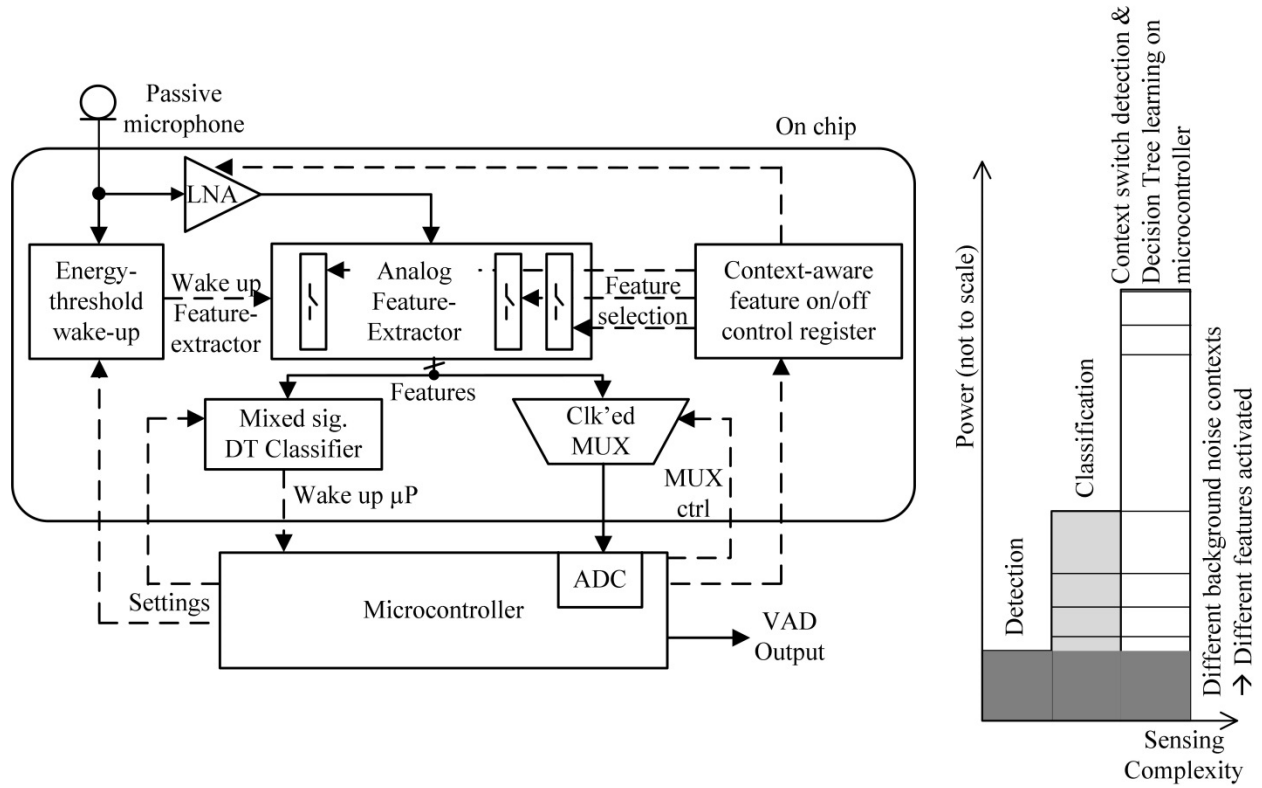 Passive
microphone
On chip
LNA
Energy-
threshold
wake-up
Wake up
Feature-
extractor
Analog
Feature-
Extractor
Feature
selection
Context-aware
feature on/off
control register
Features
Mixed sig.
DT Classifier
Clk'ed
MUX
Wake up µP
MUX
ctrl
ADC
Settings
Microcontroller
VAD
Output
Power (not to scale)
Detection
Classification
Context switch detection &
Decision Tree learning on
microcontroller
Different background noise contexts
→ Different features activated
Sensing
Complexity